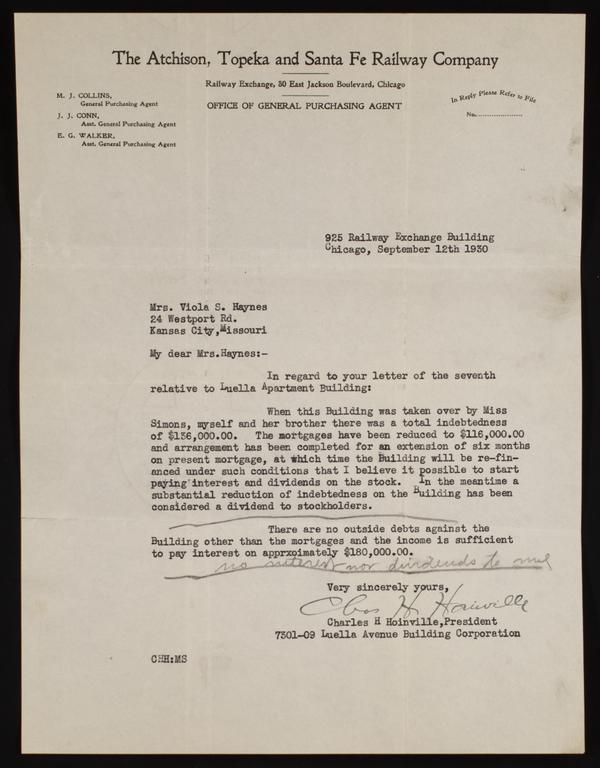 The Atchison, Topeka and Santa Fe Railway Company
Railway Exchange, 80 East Jackson Boulevard, Chicago
OFFICE OF GENERAL PURCHASING AGENT
M. J. COLLINS,
General Purchasing Agent
J. J. CONN,
Asst. General Purchasing Agent
E. G. WALKER,
Asst. General Purchasing Agent
In Reply Please Refer to File
No.......................
925 Railway Exchange Building
Chicago, September 12th 1930
Mrs. Viola S. Haynes
24 Westport Rd.
Kansas City,Missouri
My dear Mrs.Haynes:-
In regard to your letter of the seventh
relative to Luella Apartment Building:
When this Building was taken over by Miss
Simons, myself and her brother there was a total indebtedness
of $136,000.00. The mortgages have been reduced to $116,000.00
and arrangement has been completed for an extension of six months
on present mortgage, at which time the Building will be re-fin-
anced under such conditions that I believe it possible to start
paying interest and dividends on the stock. In the meantime a
substantial reduction of indebtedness on the Building has been
considered a dividend to stockholders.
There are no outside debts against the
Building other than the mortgages and the income is sufficient
to pay interest on apprxoimately $180,000.00.
no interest nor dividends to me
Very sincerely yours,
Chas H. Hoinville
Charles H Hoinville,President
7301-09 Luella Avenue Building Corporation
CHH:MS